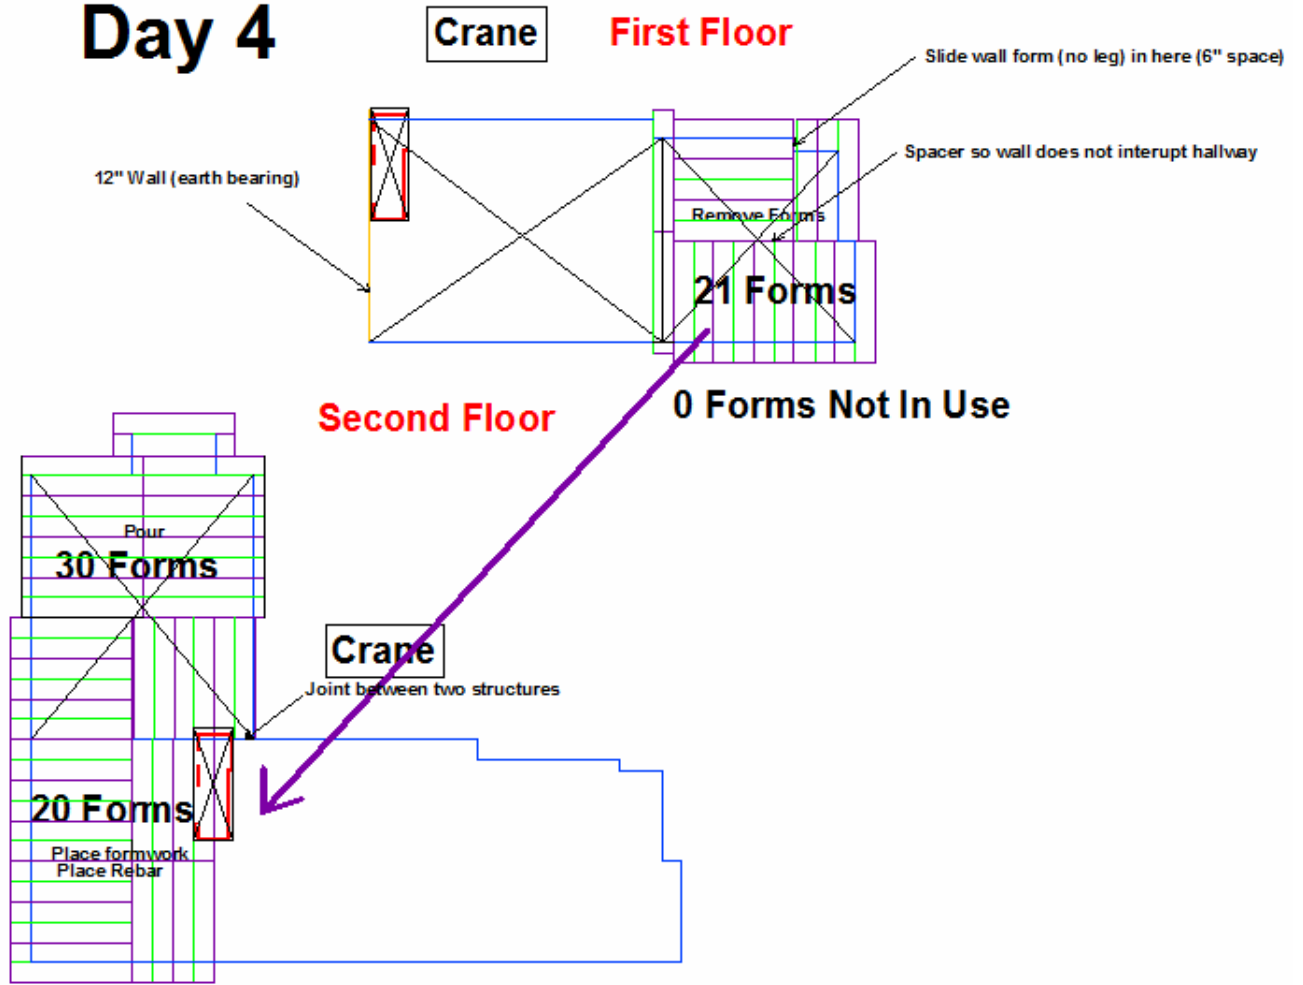 Day 4
Crane
First Floor
Slide wall form (no leg) in here (6" space)
Spacer so wall does not interupt hallway
12" Wall (earth bearing)
Remove Forms
21 Forms
0 Forms Not In Use
Second Floor
Pour
30 Forms
Crane
Joint between two structures
20 Forms
Place formwork
Place Rebar